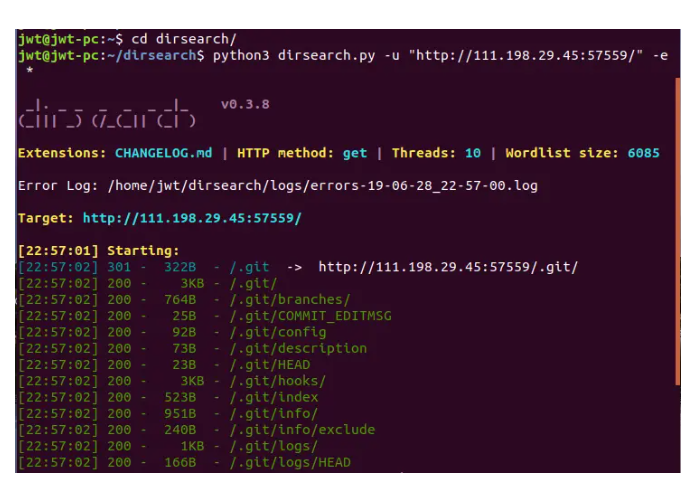 jwt@jwt-pc:~$ cd dirsearch/
jwt@jwt-pc:~/dirsearch$ python3 dirsearch.py -u "http://111.198.29.45:57559/" -e
*
_|. _ _  _  _  _ _|_    v0.3.8
(_||| _) (/_(_|| (_| )
Extensions: CHANGELOG.md | HTTP method: get | Threads: 10 | Wordlist size: 6085
Error Log: /home/jwt/dirsearch/logs/errors-19-06-28_22-57-00.log
Target: http://111.198.29.45:57559/
[22:57:01] Starting:
[22:57:02] 301 -  322B  - /.git  ->  http://111.198.29.45:57559/.git/
[22:57:02] 200 -    3KB - /.git/
[22:57:02] 200 -  764B  - /.git/branches/
[22:57:02] 200 -   25B  - /.git/COMMIT_EDITMSG
[22:57:02] 200 -   92B  - /.git/config
[22:57:02] 200 -   73B  - /.git/description
[22:57:02] 200 -   23B  - /.git/HEAD
[22:57:02] 200 -    3KB - /.git/hooks/
[22:57:02] 200 -  523B  - /.git/index
[22:57:02] 200 -  951B  - /.git/info/
[22:57:02] 200 -  240B  - /.git/info/exclude
[22:57:02] 200 -    1KB - /.git/logs/
[22:57:02] 200 -  166B  - /.git/logs/HEAD